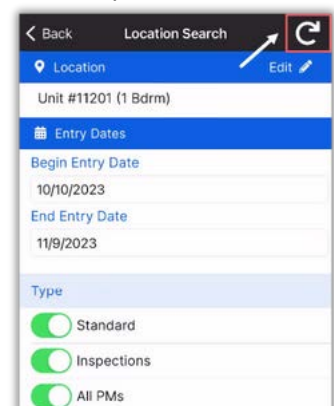 Back Location Search
Location Edit
Unit #11201 (1 Bdrm)
Entry Dates
Begin Entry Date
10/10/2023
End Entry Date
11/9/2023
Type
Standard
Inspections
All PMs